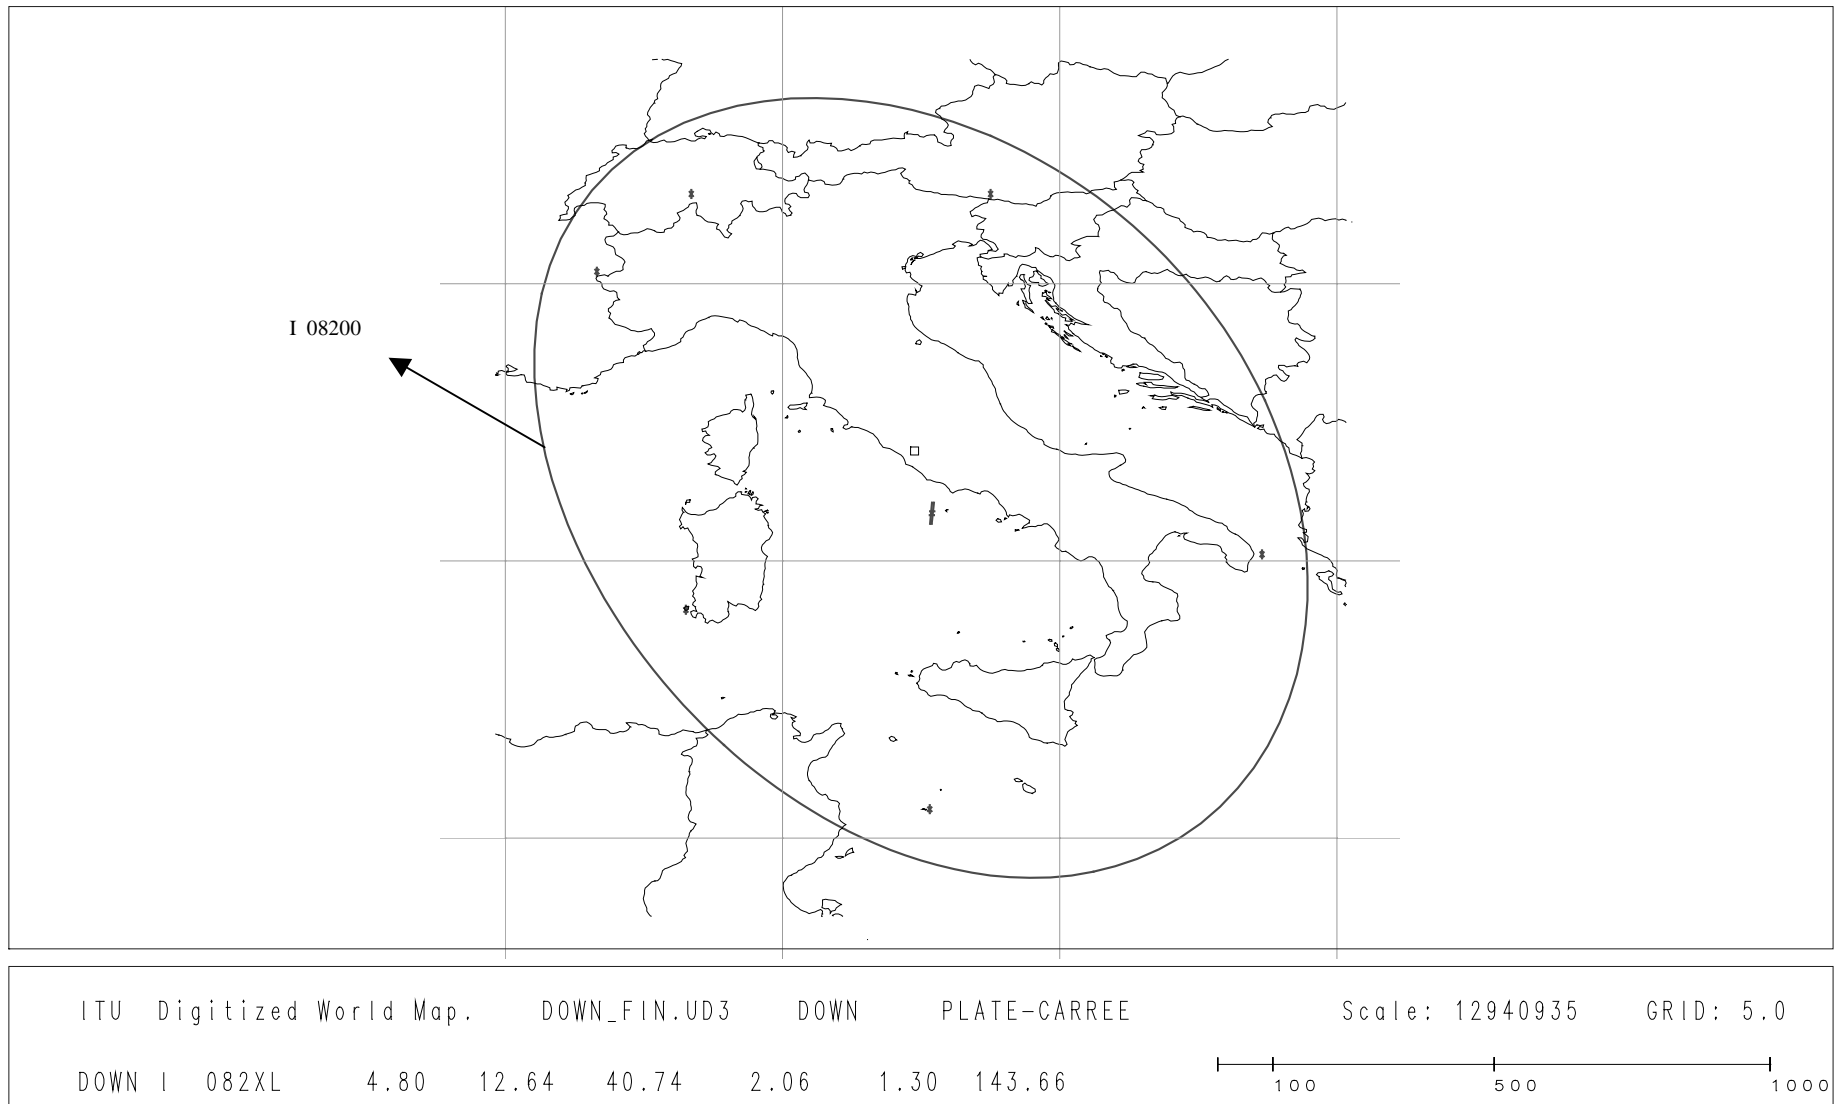 I 08200
ITU Digitized World Map. DOWN_FIN.UD3 DOWN PLATE-CARREE Scale: 12940935 GRID: 5.0
DOWN I 082XL 4.80 12.64 40.74 2.06 1.30 143.66 100 500 1000